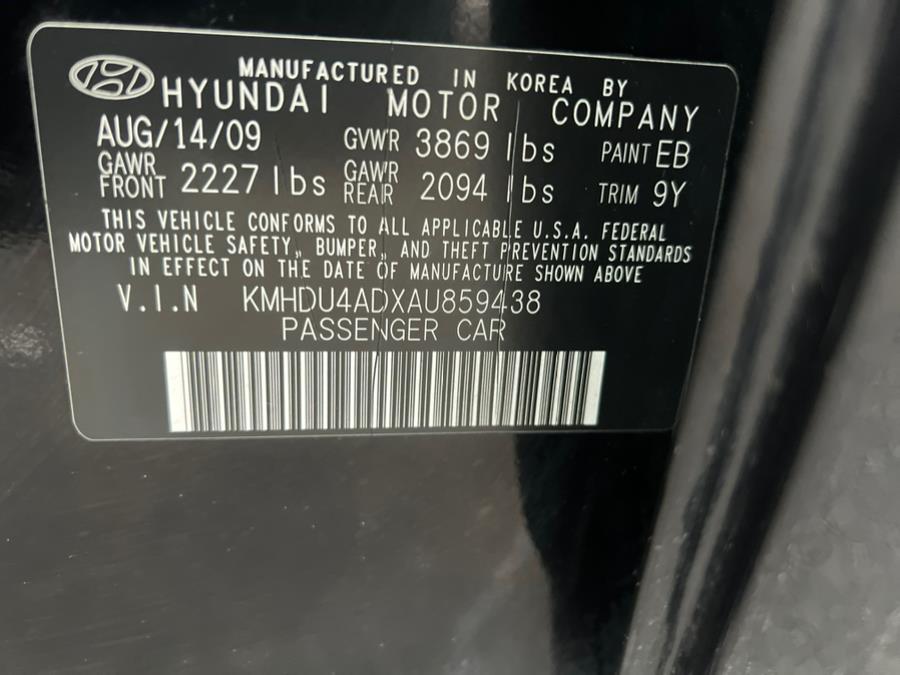 MANUFACTURED IN KOREA BY
HYUNDAI MOTOR COMPANY
AUG/14/09 GVWR 3869 lbs PAINT EB
GAWR FRONT 2227 lbs GAWR REAR 2094 lbs TRIM 9Y
THIS VEHICLE CONFORMS TO ALL APPLICABLE U.S.A. FEDERAL
MOTOR VEHICLE SAFETY, BUMPER, AND THEFT PREVENTION STANDARDS
IN EFFECT ON THE DATE OF MANUFACTURE SHOWN ABOVE
V.I.N KMHDU4ADXAU859438
PASSENGER CAR